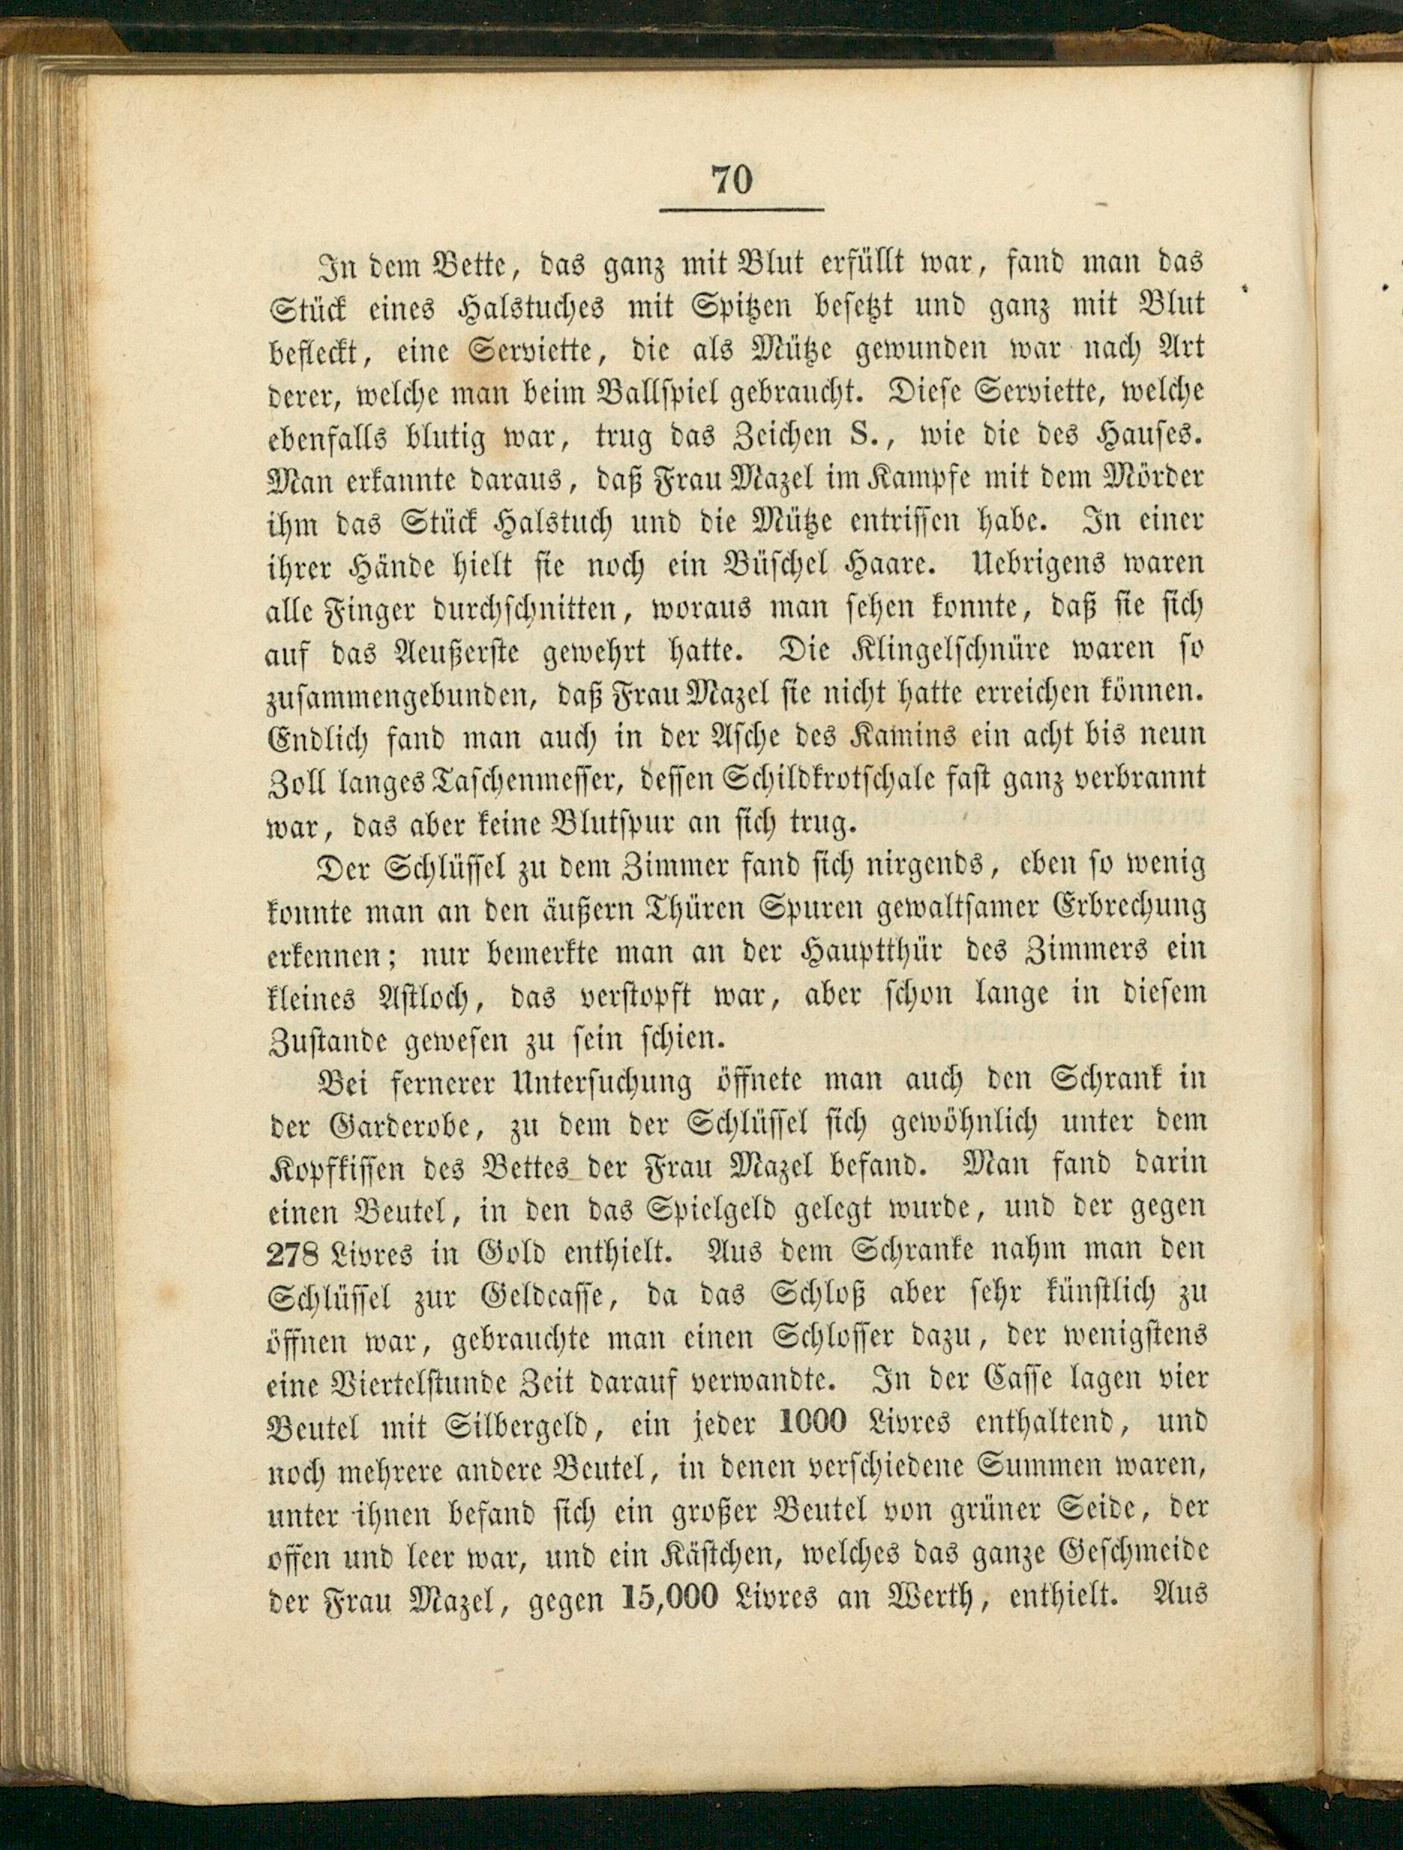 70
In dem Bette, das ganz mit Blut erfüllt war, fand man das
Stück eines Halstuches mit Spitzen besetzt und ganz mit Blut
befleckt, eine Serviette, die als Mütze gewunden war nach Art
derer, welche man beim Ballspiel gebraucht. Diese Serviette, welche
ebenfalls blutig war, trug das Zeichen S., wie die des Hauses.
Man erkannte daraus, daß Frau Mazel im Kampfe mit dem Mörder
ihm das Stück Halstuch und die Mütze entrissen habe. In einer
ihrer Hände hielt sie noch ein Büschel Haare. Uebrigens waren
alle Finger durchschnitten, woraus man sehen konnte, daß sie sich
auf das Aeußerste gewehrt hatte. Die Klingelschnüre waren so
zusammengebunden, daß Frau Mazel sie nicht hatte erreichen können.
Endlich fand man auch in der Asche des Kamins ein acht bis neun
Zoll langes Taschenmesser, dessen Schildkrotschale fast ganz verbrannt
war, das aber keine Blutspur an sich trug.
Der Schlüssel zu dem Zimmer fand sich nirgends, eben so wenig
konnte man an den äußern Thüren Spuren gewaltsamer Erbrechung
erkennen; nur bemerkte man an der Hauptthür des Zimmers ein
kleines Astloch, das verstopft war, aber schon lange in diesem
Zustande gewesen zu sein schien.
Bei fernerer Untersuchung öffnete man auch den Schrank in
der Garderobe, zu dem der Schlüssel sich gewöhnlich unter dem
Kopfkissen des Bettes der Frau Mazel befand. Man fand darin
einen Beutel, in den das Spielgeld gelegt wurde, und der gegen
278 Livres in Gold enthielt. Aus dem Schranke nahm man den
Schlüssel zur Geldcasse, da das Schloß aber sehr künstlich zu
öffnen war, gebrauchte man einen Schlosser dazu, der wenigstens
eine Viertelstunde Zeit darauf verwandte. In der Casse lagen vier
Beutel mit Silbergeld, ein jeder 1000 Livres enthaltend, und
noch mehrere andere Beutel, in denen verschiedene Summen waren,
unter ihnen befand sich ein großer Beutel von grüner Seide, der
offen und leer war, und ein Kästchen, welches das ganze Geschmeide
der Frau Mazel, gegen 15,000 Livres an Werth, enthielt. Aus